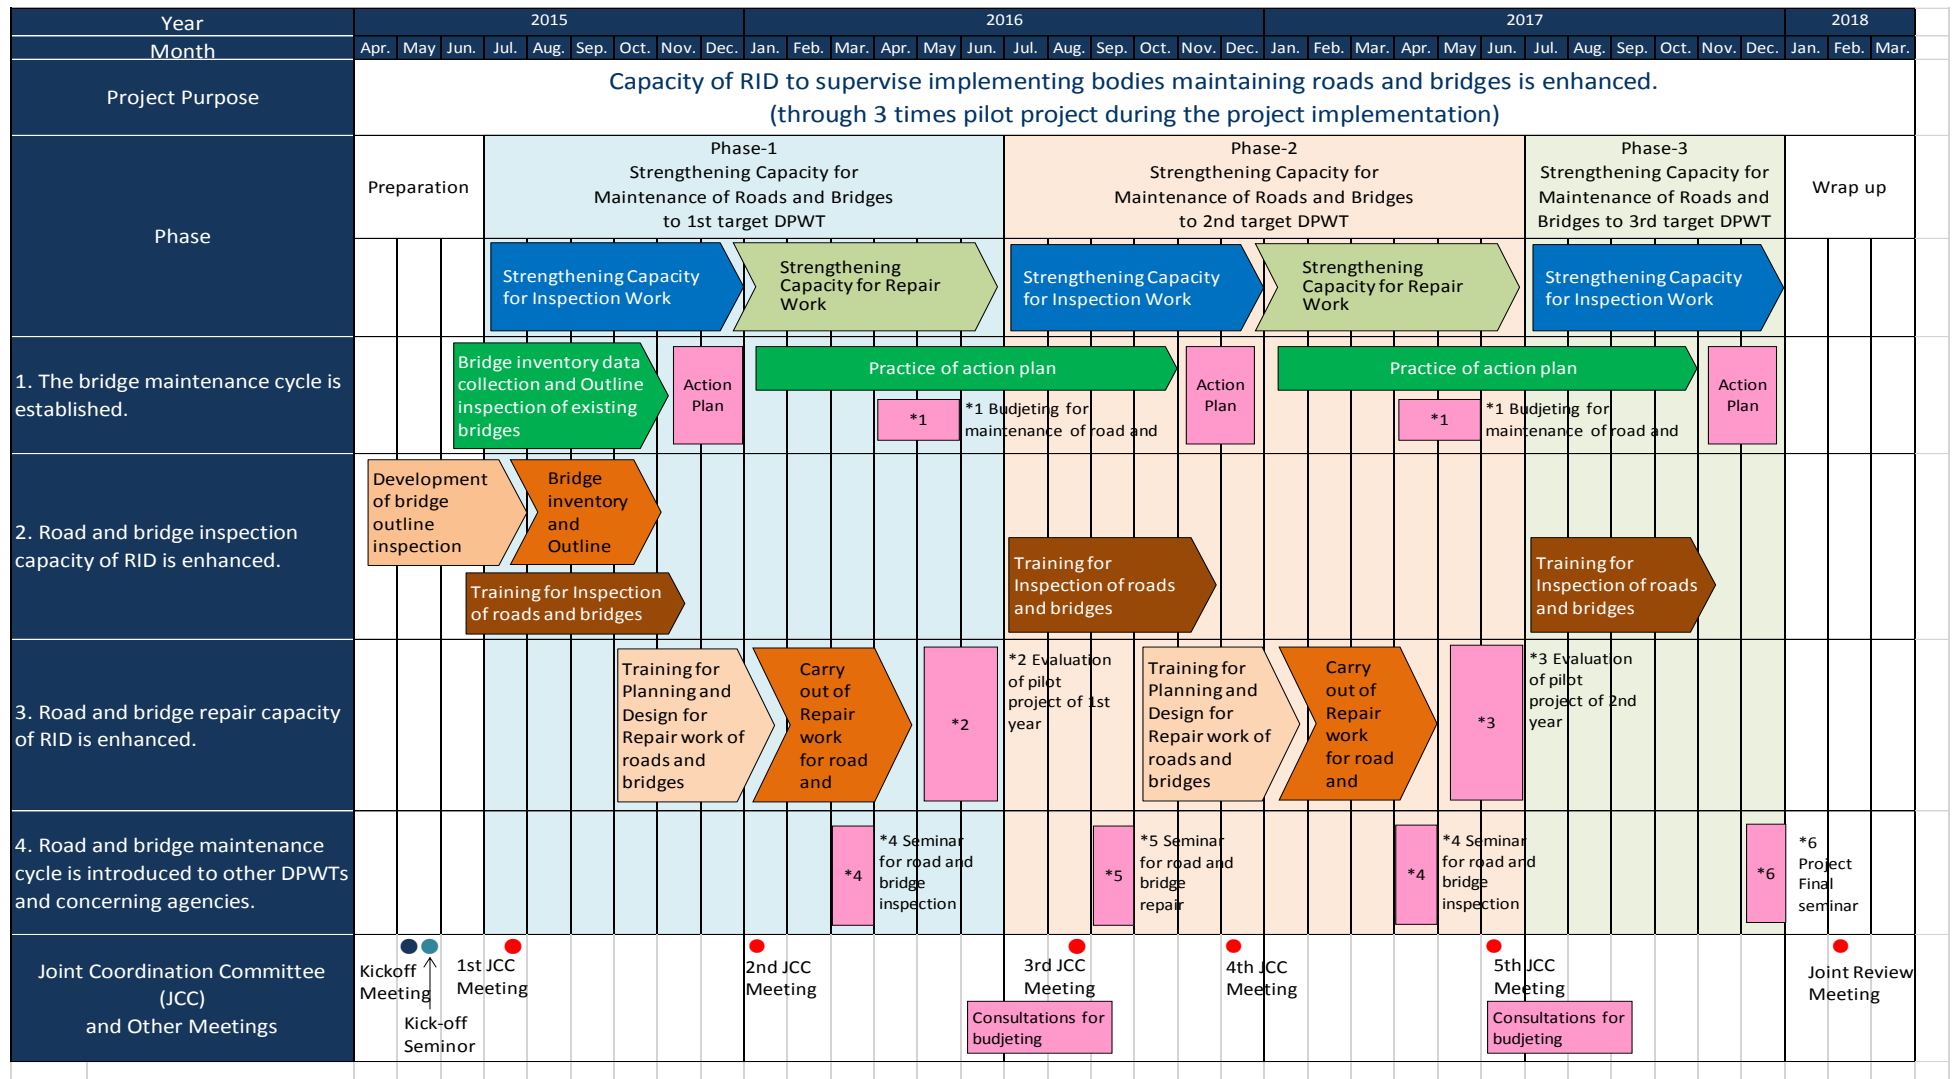 Year
2015
2016
2017
2018
Month
Apr. May Jun. Jul. Aug. Sep. Oct. Nov. Dec. Jan. Feb. Mar. Apr. May Jun. Jul. Aug. Sep. Oct. Nov. Dec. Jan. Feb. Mar. Apr. May Jun. Jul. Aug. Sep. Oct. Nov. Dec. Jan. Feb. Mar.
Project Purpose
Capacity of RID to supervise implementing bodies maintaining roads and bridges is enhanced.
(through 3 times pilot project during the project implementation)
Phase
Preparation
Phase-1
Strengthening Capacity for
Maintenance of Roads and Bridges
to 1st target DPWT
Phase-2
Strengthening Capacity for
Maintenance of Roads and Bridges
to 2nd target DPWT
Phase-3
Strengthening Capacity for
Maintenance of Roads and
Bridges to 3rd target DPWT
Wrap up
Strengthening Capacity
for Inspection Work
Strengthening
Capacity for Repair
Work
Strengthening Capacity
for Inspection Work
Strengthening
Capacity for Repair
Work
Strengthening Capacity
for Inspection Work
1. The bridge maintenance cycle is
established.
Bridge inventory data
collection and Outline
inspection of existing
bridges
Action
Plan
Practice of action plan
*1
*1 Budjeting for
maintenance of road and
Action
Plan
Practice of action plan
*1
*1 Budjeting for
maintenance of road and
Action
Plan
2. Road and bridge inspection
capacity of RID is enhanced.
Development
of bridge
outline
inspection
Bridge
inventory
and
Outline
Training for Inspection
of roads and bridges
Training for
Inspection of roads
and bridges
Training for
Inspection of roads
and bridges
3. Road and bridge repair capacity
of RID is enhanced.
Training for
Planning and
Design for
Repair work of
roads and
bridges
Carry
out of
Repair
work
for road
and
*2
*2 Evaluation
of pilot
project of 1st
year
Training for
Planning and
Design for
Repair work of
roads and
bridges
Carry
out of
Repair
work
for road
and
*3
*3 Evaluation
of pilot
project of 2nd
year
4. Road and bridge maintenance
cycle is introduced to other DPWTs
and concerning agencies.
*4
*4 Seminar
for road and
bridge
inspection
*5
*5 Seminar
for road and
bridge
repair
*4
*4 Seminar
for road and
bridge
inspection
*6
*6
Project
Final
seminar
Joint Coordination Committee
(JCC)
and Other Meetings
Kickoff
Meeting
Kick-off
Seminor
1st JCC
Meeting
2nd JCC
Meeting
3rd JCC
Meeting
Consultations for
budjeting
4th JCC
Meeting
5th JCC
Meeting
Consultations for
budjeting
Joint Review
Meeting